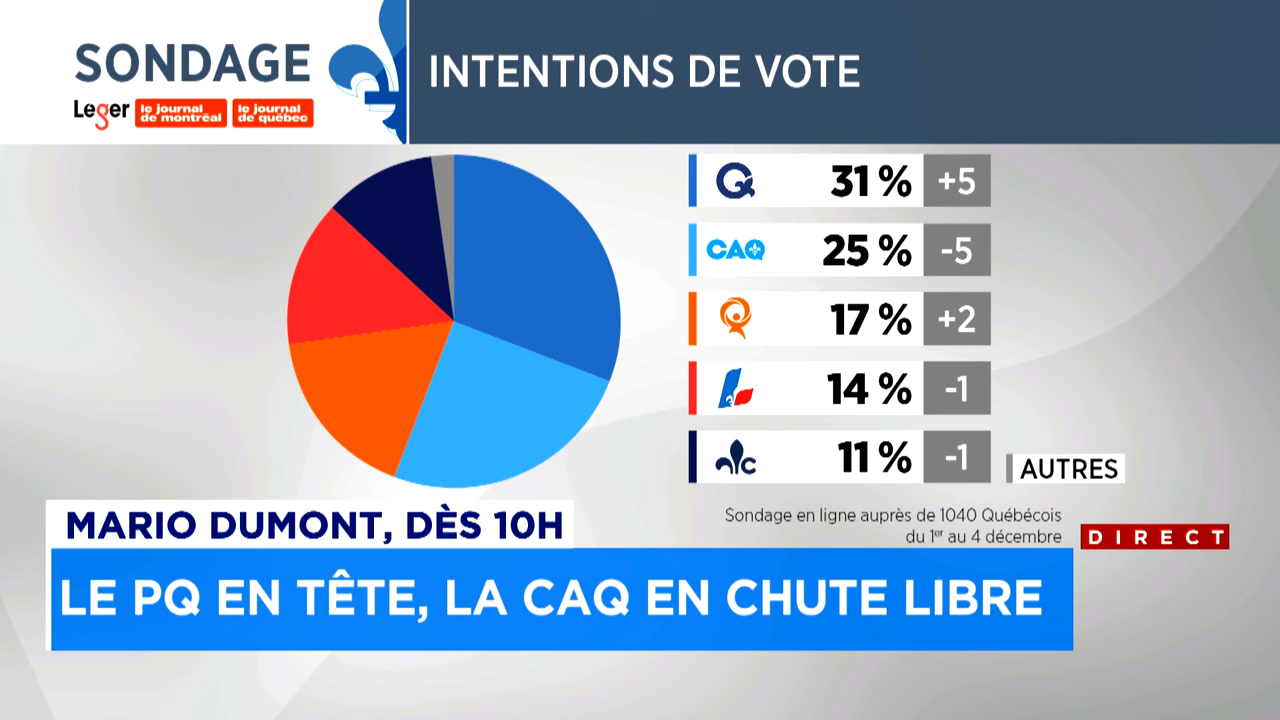 SONDAGE
Leger
le journal de montréal
le journal de québec
INTENTIONS DE VOTE
31 % +5
CAQ 25 % -5
17 % +2
14 % -1
C 11 % -1
AUTRES
Sondage en ligne auprès de 1040 Québécois
du 1er au 4 décembre
DIRECT
MARIO DUMONT, DÈS 10H
LE PQ EN TÊTE, LA CAQ EN CHUTE LIBRE